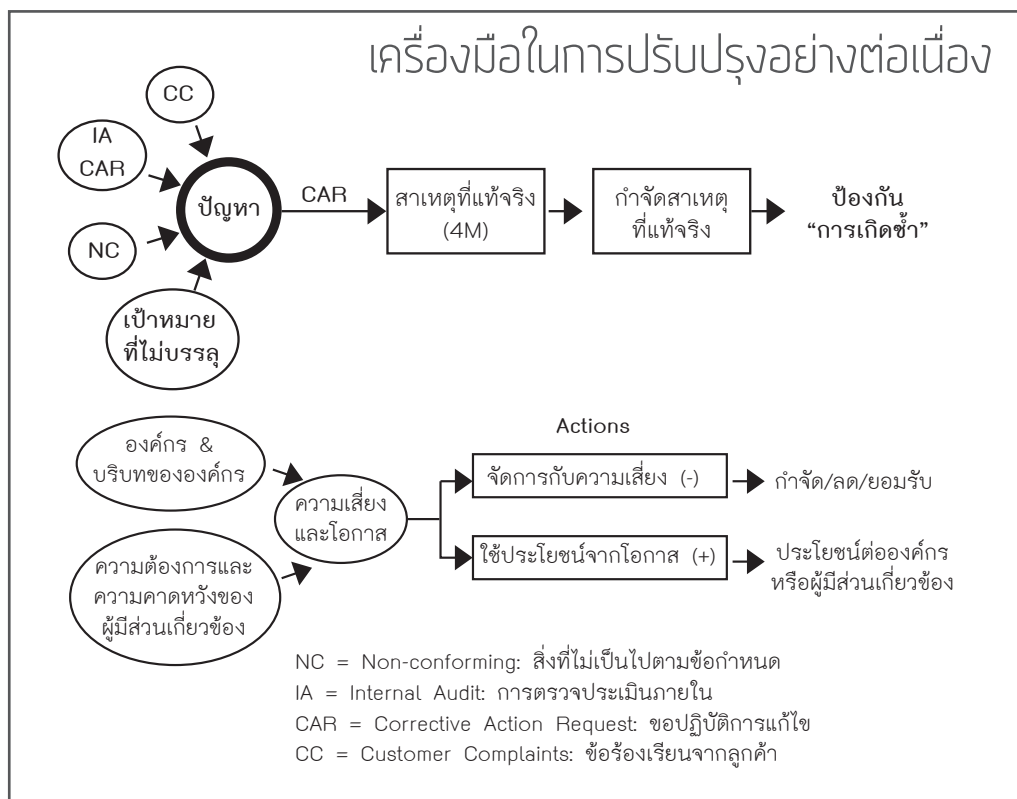 เครื่องมือในการปรับปรุงอย่างต่อเนื่อง
CC
IA
CAR
NC
เป้าหมาย
ที่ไม่บรรลุ
ปัญหา
CAR
สาเหตุที่แท้จริง
(4M)
กำจัดสาเหตุ
ที่แท้จริง
ป้องกัน
“การเกิดซ้ำ”
องค์กร &
บริบทขององค์กร
ความต้องการและ
ความคาดหวังของ
ผู้มีส่วนเกี่ยวข้อง
ความเสี่ยง
และโอกาส
Actions
จัดการกับความเสี่ยง (-)
กำจัด/ลด/ยอมรับ
ใช้ประโยชน์จากโอกาส (+)
ประโยชน์ต่อองค์กร
หรือผู้มีส่วนเกี่ยวข้อง
NC = Non-conforming: สิ่งที่ไม่เป็นไปตามข้อกำหนด
IA = Internal Audit: การตรวจประเมินภายใน
CAR = Corrective Action Request: ขอปฏิบัติการแก้ไข
CC = Customer Complaints: ข้อร้องเรียนจากลูกค้า